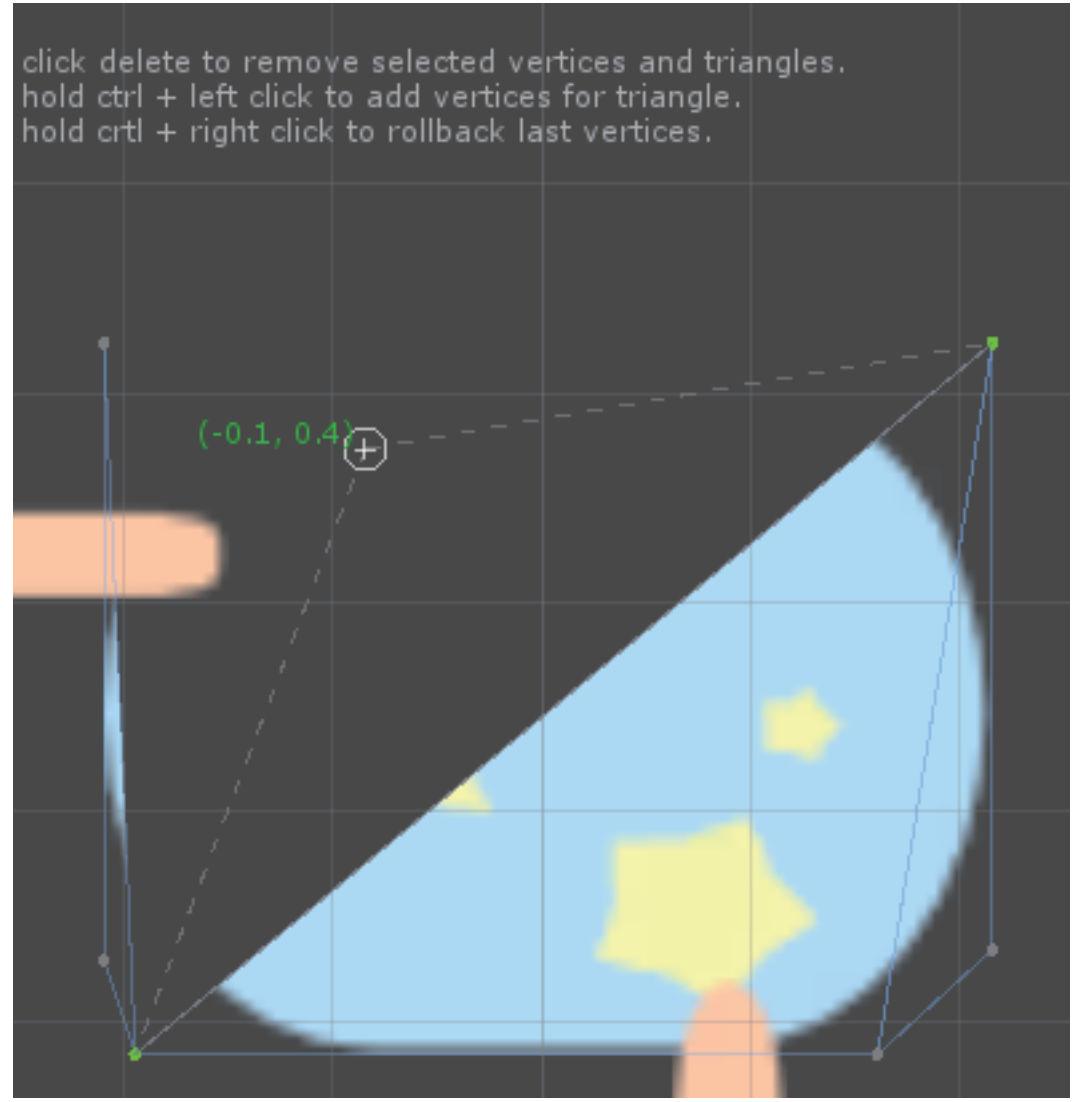 click delete to remove selected vertices and triangles.
hold ctrl + left click to add vertices for triangle.
hold crtl + right click to rollback last vertices.
(-0.1, 0.4)